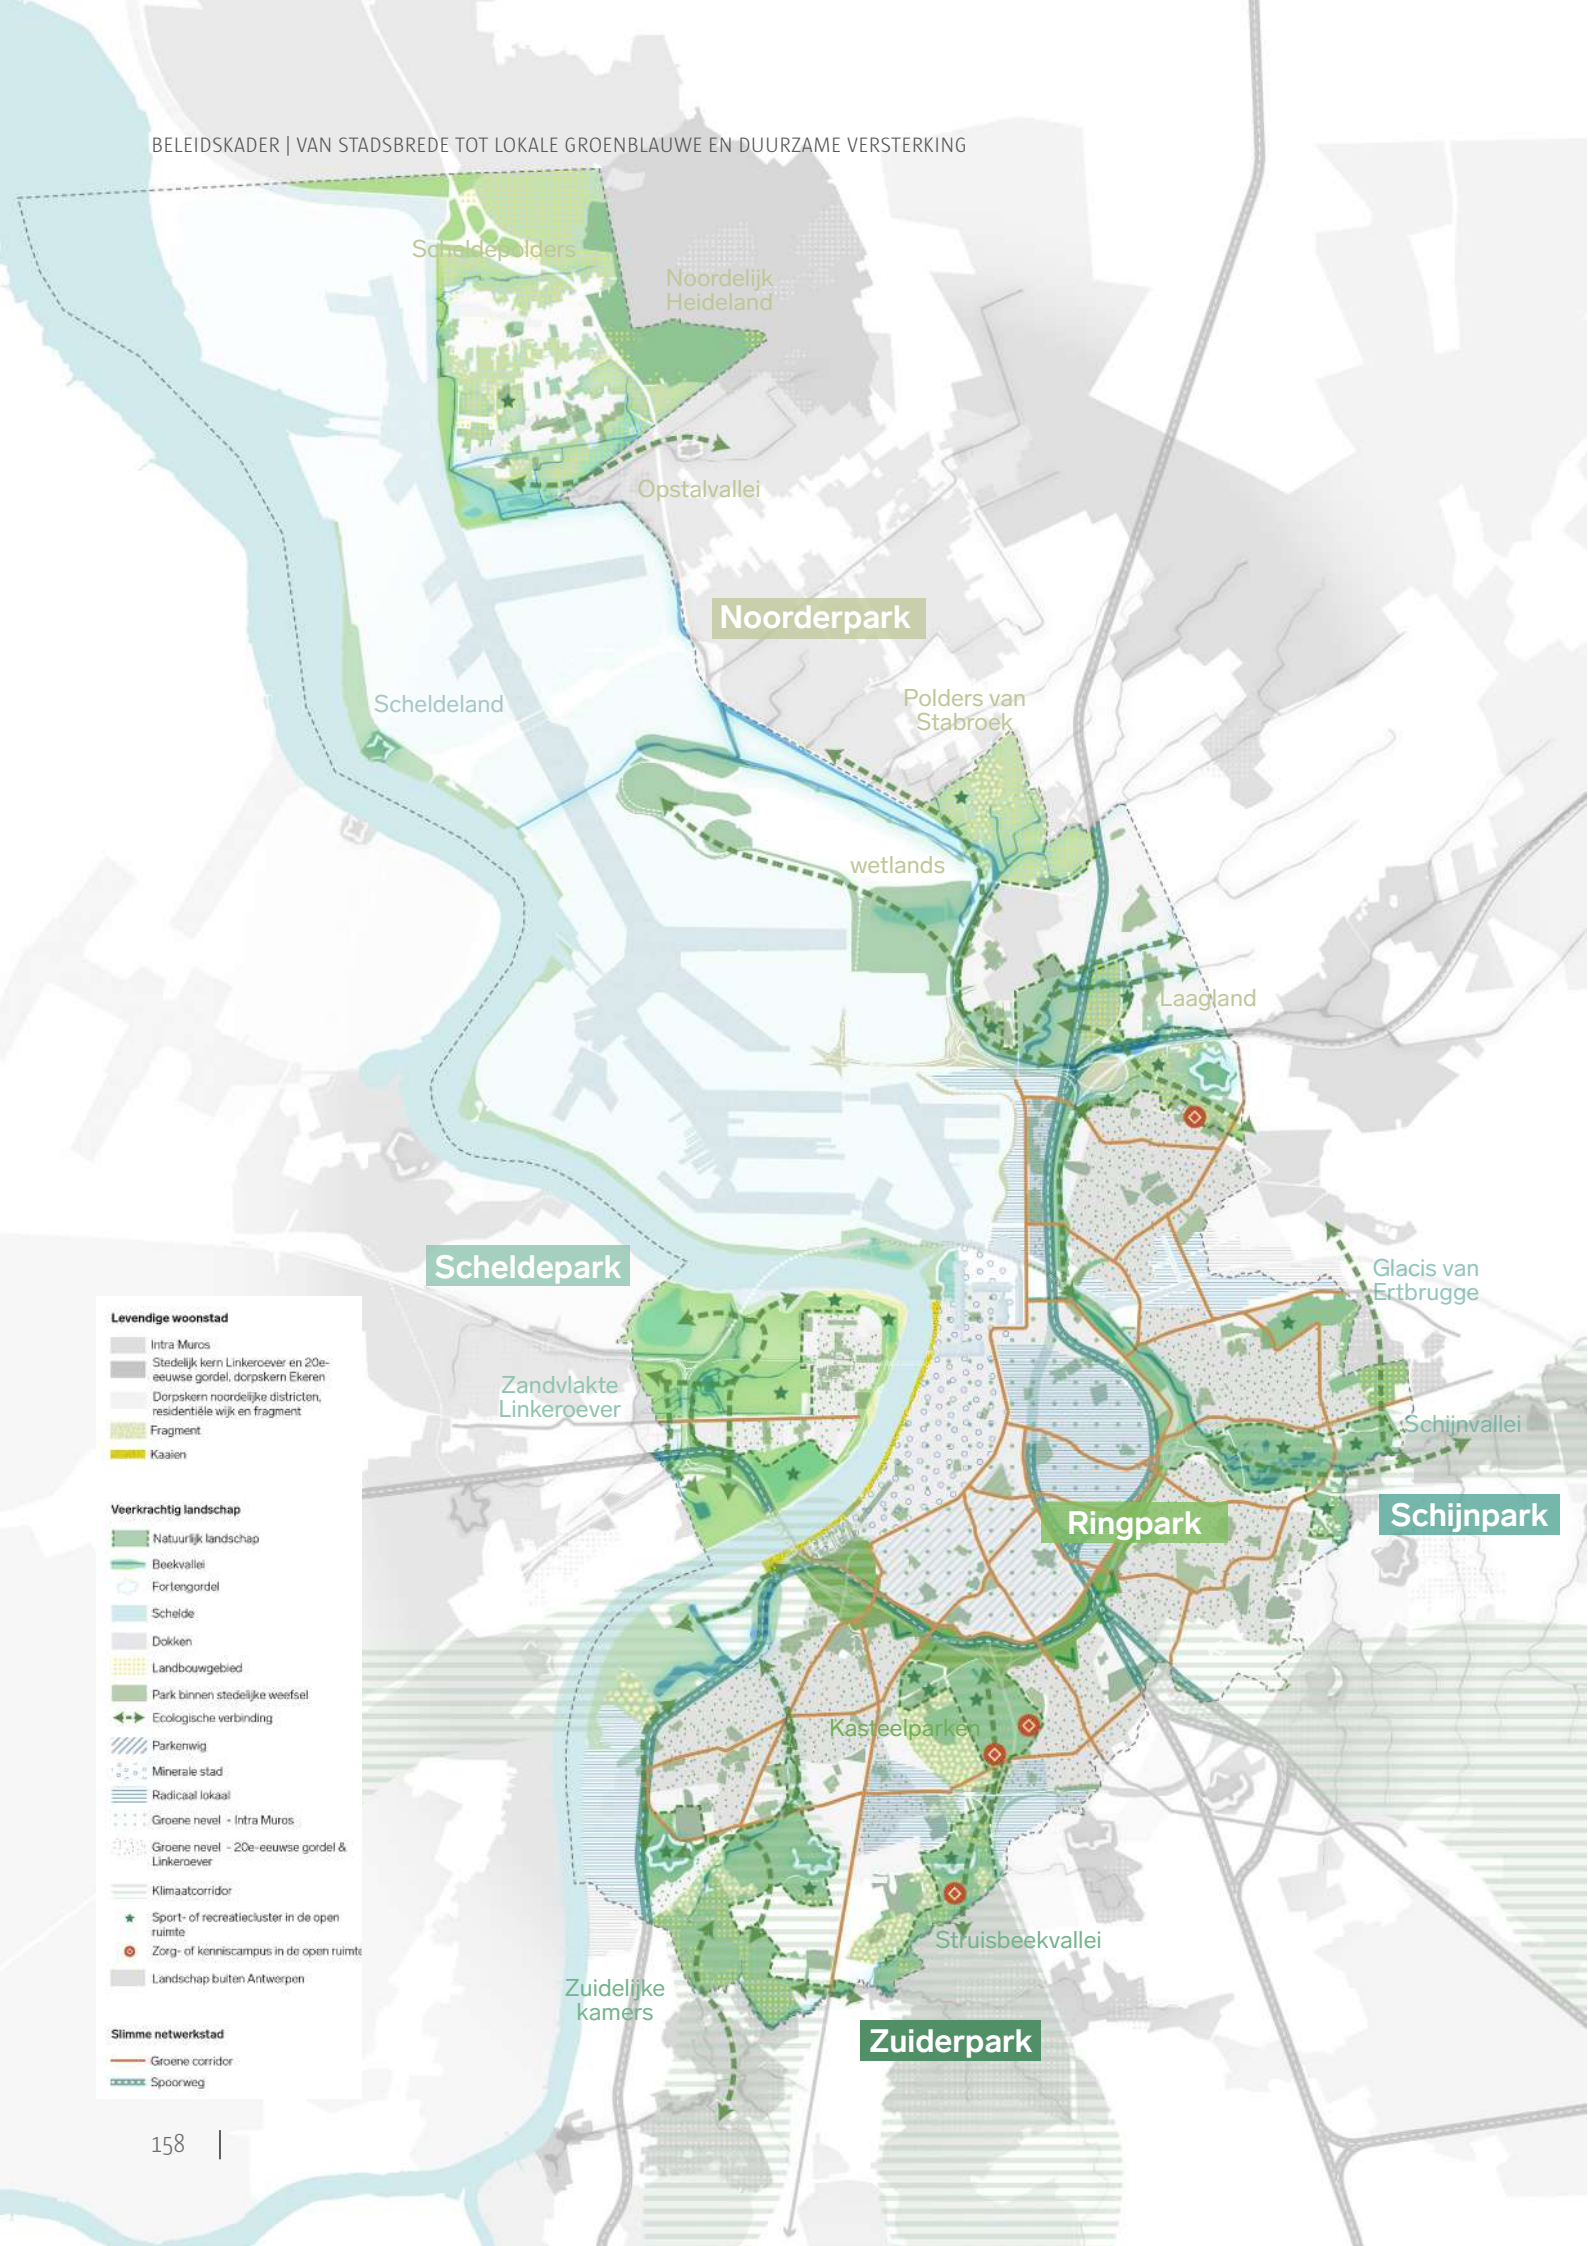 BELEIDSKADER | VAN STADSBREDE TOT LOKALE GROENBLAUWE EN DUURZAME VERSTERKING
Scheldepolders
Noordelijk
Heideland
Opstalvallei
Noorderpark
Scheldeland
Polders van
Stabroek
wetlands
Laagland
Scheldepark
Glacis van
Ertbrugge
Zandvlakte
Linkeroever
Schijnvallei
Ringpark
Schijnpark
Kasteelparken
Struisbeekvallei
Zuidelijke
kamers
Zuiderpark
Levendige woonstad
Intra Muros
Stedelijk kern Linkeroever en 20e-
eeuwse gordel, dorpskern Ekeren
Dorpskern noordelijke districten,
residentiële wijk en fragment
Fragment
Kaaien
Veerkrachtig landschap
Natuurlijk landschap
Beekvallei
Fortengordel
Schelde
Dokken
Landbouwgebied
Park binnen stedelijke weefsel
Ecologische verbinding
Parkenwig
Minerale stad
Radicaal lokaal
Groene nevel - Intra Muros
Groene nevel - 20e-eeuwse gordel &
Linkeroever
Klimaatcorridor
Sport- of recreatiecluster in de open
ruimte
Zorg- of kenniscampus in de open ruimte
Landschap buiten Antwerpen
Slimme netwerkstad
Groene corridor
Spoorweg
158 |